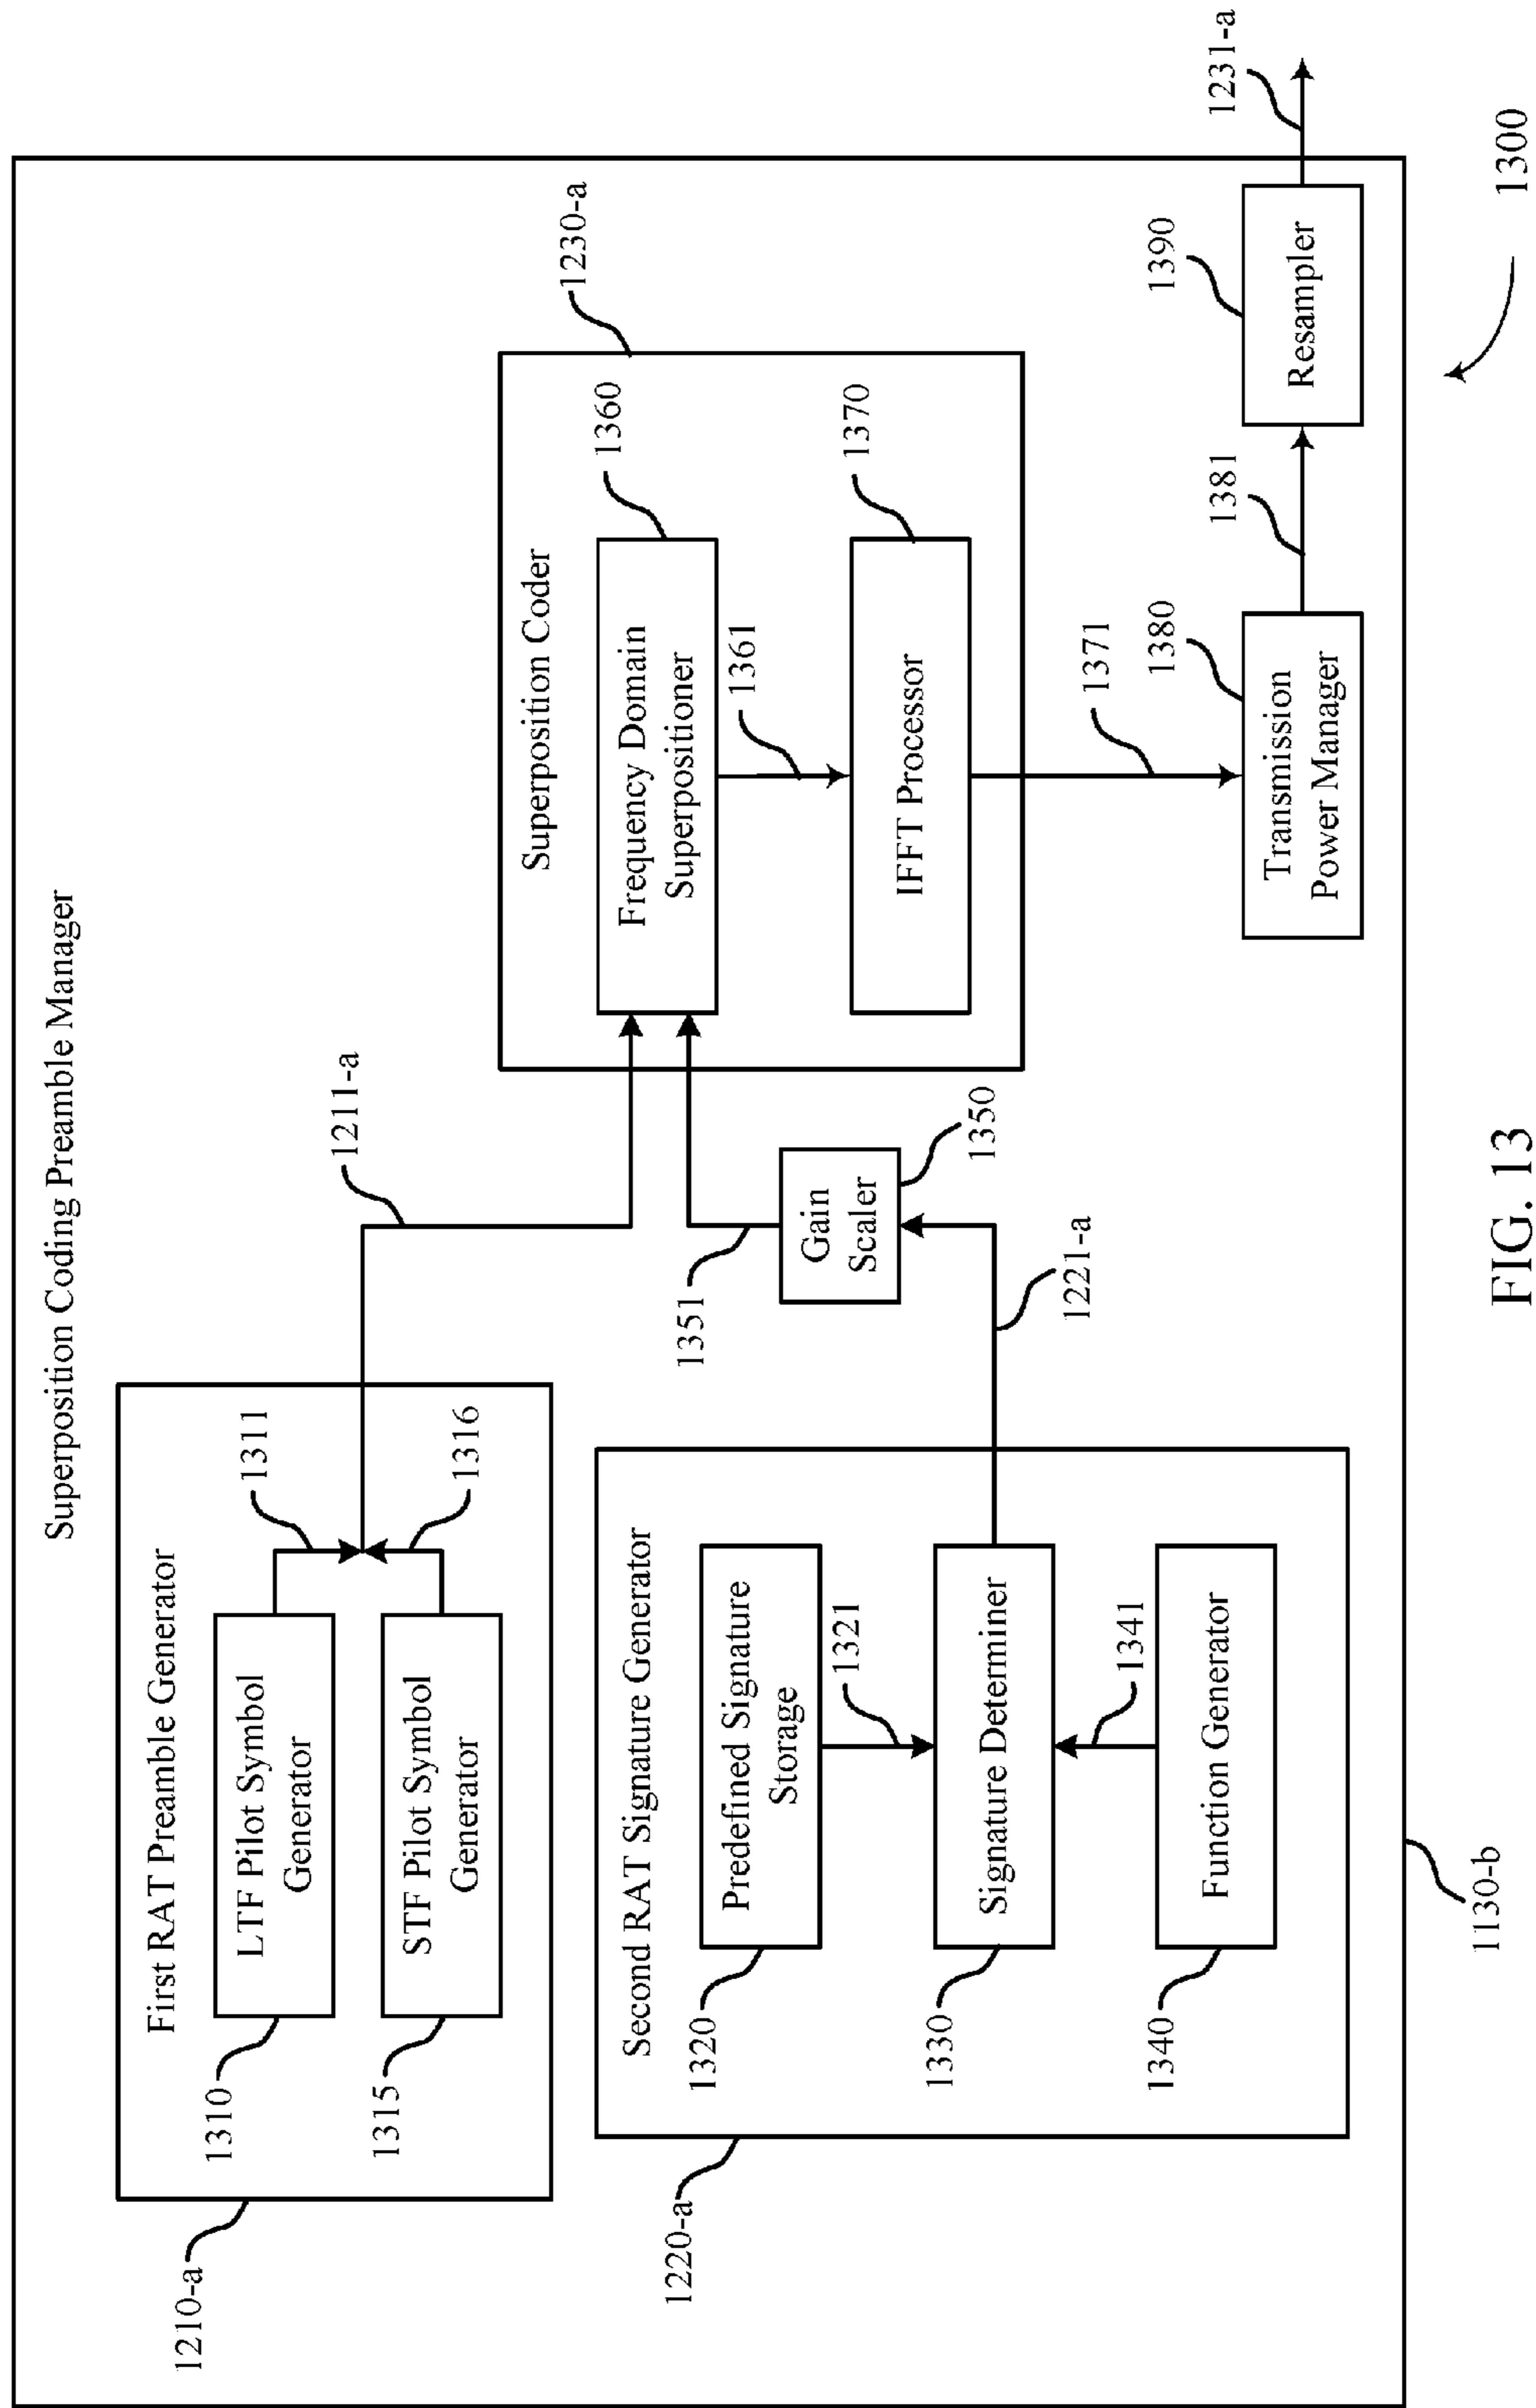 Superposition Coding Preamble Manager
First RAT Preamble Generator
LTF Pilot Symbol
Generator
STF Pilot Symbol
Generator
1310
1315
1311
1316
1210-a
1211-a
Second RAT Signature Generator
Predefined Signature
Storage
Signature Determiner
Function Generator
1320
1330
1340
1321
1341
1220-a
1221-a
Gain
Scaler
1350
1351
Superposition Coder
Frequency Domain
Superpositioner
IFFT Processor
1360
1361
1370
1230-a
1371
Transmission
Power Manager
1380
1381
Resampler
1390
1231-a
1130-b
1300
FIG. 13